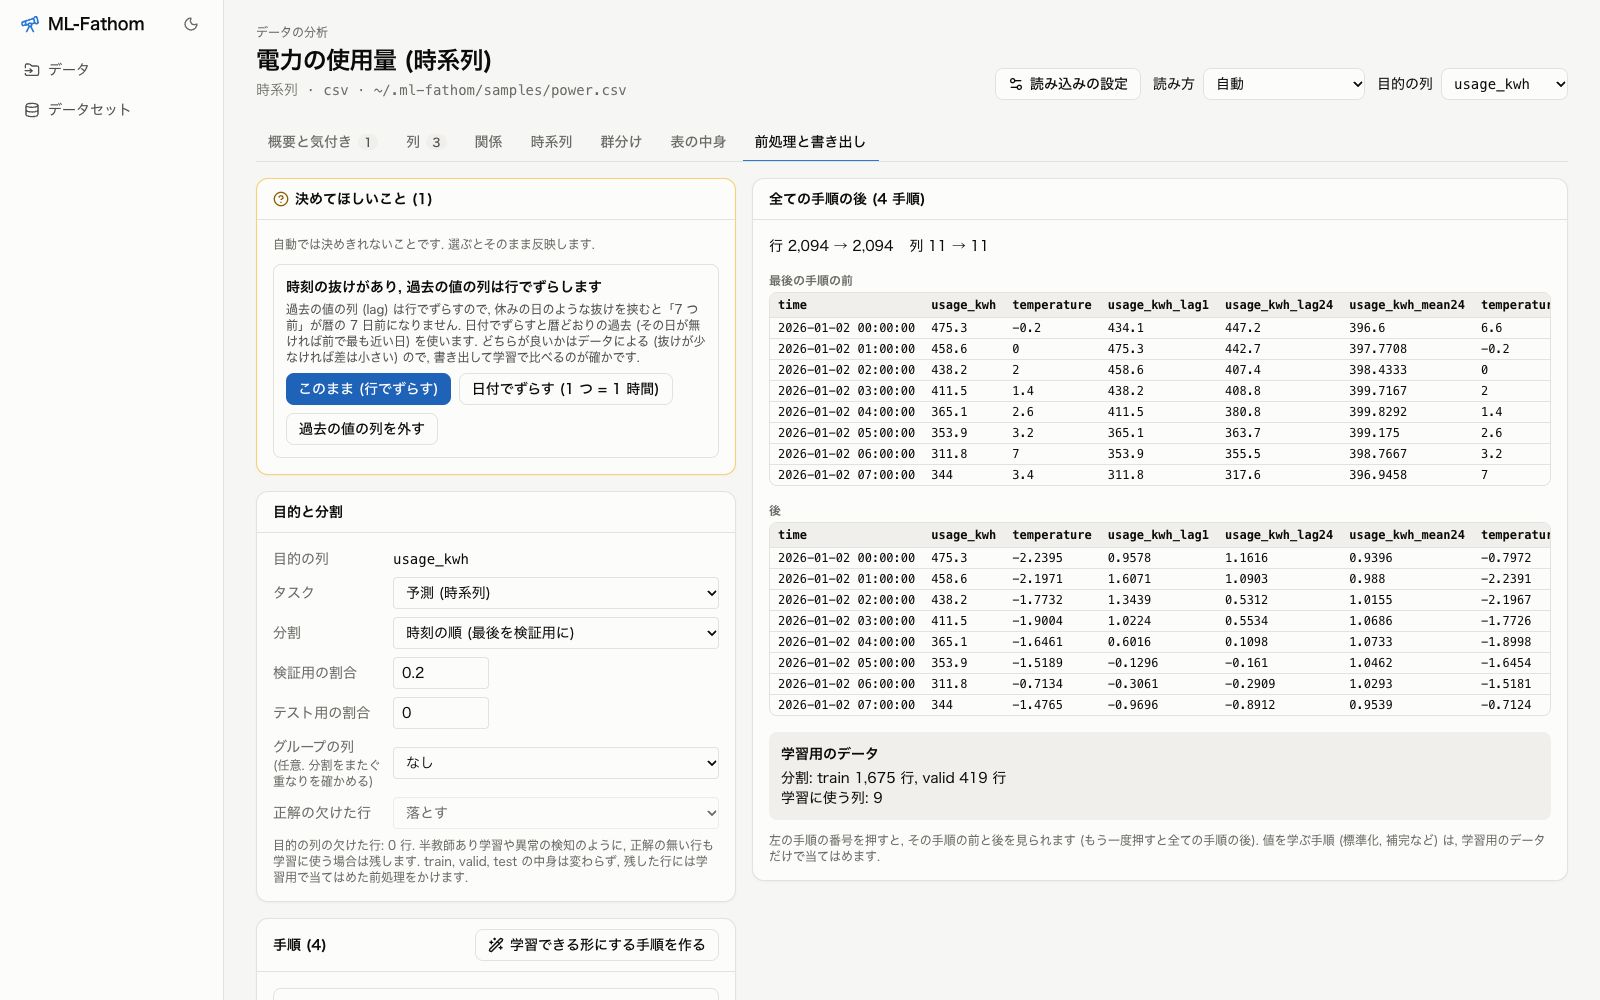 ML-Fathom
データ
データセット
データの分析
電力の使用量 (時系列)
時系列 · csv · ~/.ml-fathom/samples/power.csv
読み込みの設定
読み方
自動
目的の列
usage_kwh
概要と気付き 1
列 3
関係
時系列
群分け
表の中身
前処理と書き出し
決めてほしいこと (1)
自動では決めきれないことです. 選ぶとそのまま反映します.
時刻の抜けがあり, 過去の値の列は行でずらします
過去の値の列 (lag) は行でずらすので, 休みの日のような抜けを挟むと「7 つ
前」が暦の 7 日前になりません. 日付でずらすと暦どおりの過去 (その日が無
ければ前で最も近い日) を使います. どちらが良いかはデータによる (抜けが少
なければ差は小さい) ので, 書き出して学習で比べるのが確かです.
このまま (行でずらす)
日付でずらす (1 つ = 1 時間)
過去の値の列を外す
目的と分割
目的の列 usage_kwh
タスク 予測 (時系列)
分割 時刻の順 (最後を検証用に)
検証用の割合 0.2
テスト用の割合 0
グループの列
(任意. 分割をまたぐ
重なりを確かめる)
なし
正解の欠けた行 落とす
目的の列の欠けた行: 0 行. 半教師あり学習や異常の検知のように, 正解の無い行も
学習に使う場合は残します. train, valid, test の中身は変わらず, 残した行には学
習用で当てはめた前処理をかけます.
手順 (4)
学習できる形にする手順を作る
全ての手順の後 (4 手順)
行 2,094 → 2,094 列 11 → 11
最後の手順の前
time usage_kwh temperature usage_kwh_lag1 usage_kwh_lag24 usage_kwh_mean24 temperatur
2026-01-02 00:00:00 475.3 -0.2 434.1 447.2 396.6 6.6
2026-01-02 01:00:00 458.6 0 475.3 442.7 397.7708 -0.2
2026-01-02 02:00:00 438.2 2 458.6 407.4 398.4333 0
2026-01-02 03:00:00 411.5 1.4 438.2 408.8 399.7167 2
2026-01-02 04:00:00 365.1 2.6 411.5 380.8 399.8292 1.4
2026-01-02 05:00:00 353.9 3.2 365.1 363.7 399.175 2.6
2026-01-02 06:00:00 311.8 7 353.9 355.5 398.7667 3.2
2026-01-02 07:00:00 344 3.4 311.8 317.6 396.9458 7
後
time usage_kwh temperature usage_kwh_lag1 usage_kwh_lag24 usage_kwh_mean24 temperatur
2026-01-02 00:00:00 475.3 -2.2395 0.9578 1.1616 0.9396 -0.7972
2026-01-02 01:00:00 458.6 -2.1971 1.6071 1.0903 0.988 -2.2391
2026-01-02 02:00:00 438.2 -1.7732 1.3439 0.5312 1.0155 -2.1967
2026-01-02 03:00:00 411.5 -1.9004 1.0224 0.5534 1.0686 -1.7726
2026-01-02 04:00:00 365.1 -1.6461 0.6016 0.1098 1.0733 -1.8998
2026-01-02 05:00:00 353.9 -1.5189 -0.1296 -0.161 1.0462 -1.6454
2026-01-02 06:00:00 311.8 -0.7134 -0.3061 -0.2909 1.0293 -1.5181
2026-01-02 07:00:00 344 -1.4765 -0.9696 -0.8912 0.9539 -0.7124
学習用のデータ
分割: train 1,675 行, valid 419 行
学習に使う列: 9
左の手順の番号を押すと, その手順の前と後を見られます (もう一度押すと全ての手順の後). 値を学ぶ手順 (標準化, 補完など) は, 学習用のデータ
だけで当てはめます.